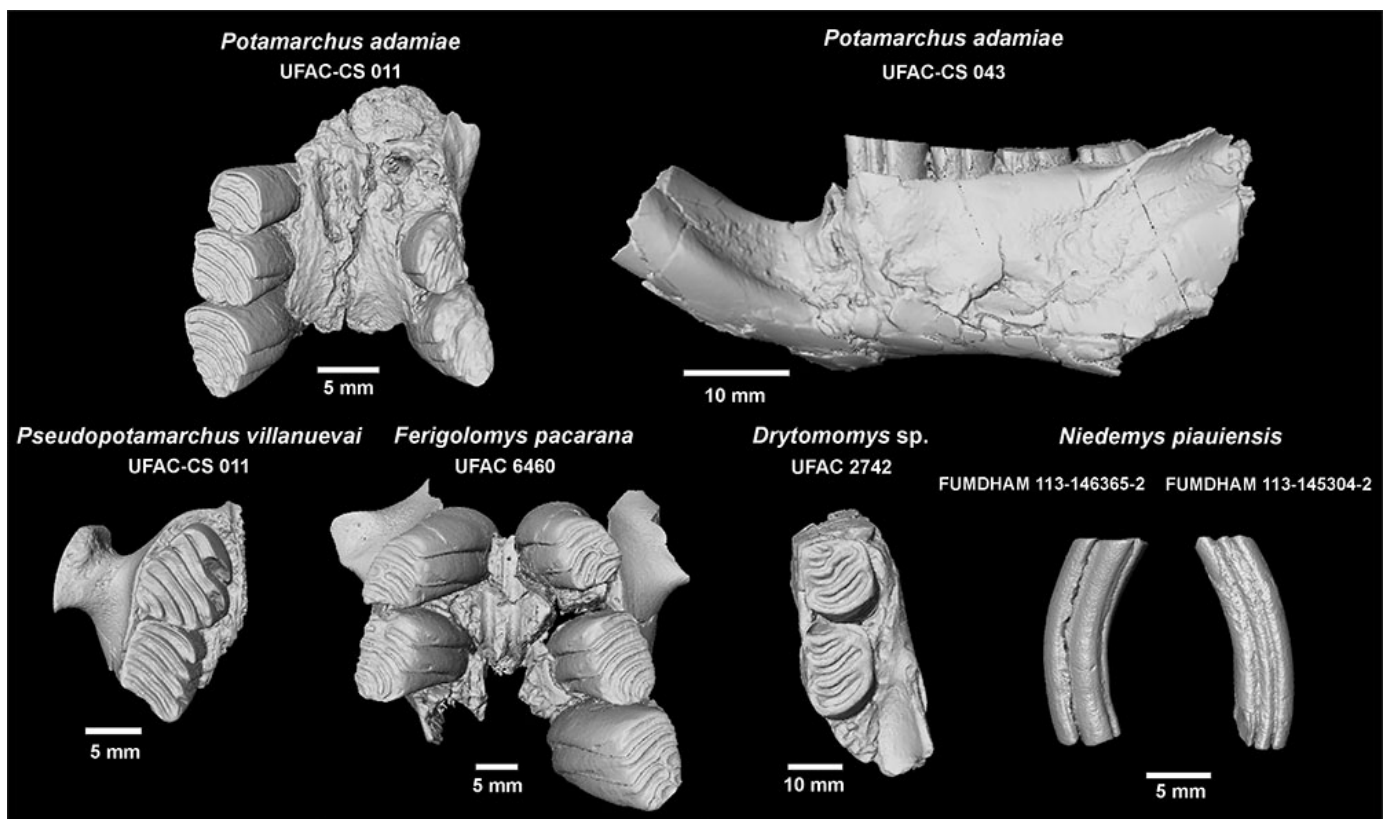 Potamarchus adamiae
UFAC-CS 011
5 mm
Potamarchus adamiae
UFAC-CS 043
10 mm
Pseudopotamarchus villanuevai
UFAC-CS 011
5 mm
Ferigolomys pacarana
UFAC 6460
5 mm
Drytomomys sp.
UFAC 2742
10 mm
Niedemys piauiensis
FUMDHAM 113-146365-2
FUMDHAM 113-145304-2
5 mm